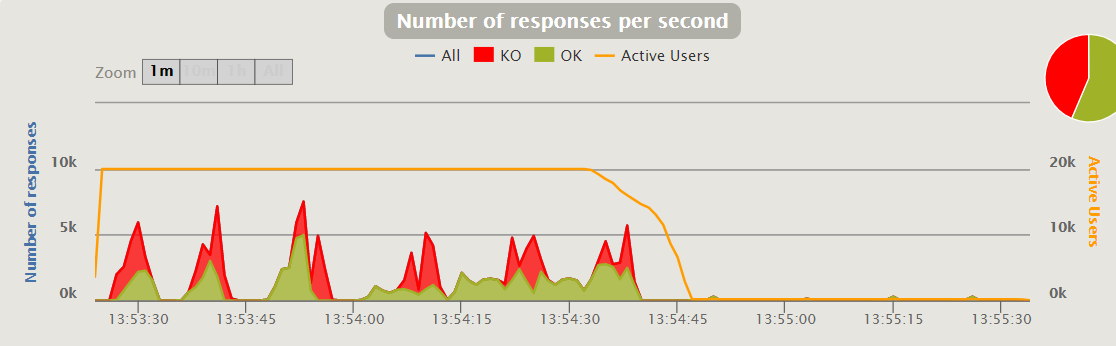 Number of responses per second
All KO OK Active Users
Zoom 1m 10m 1h All
Number of responses
10k
5k
0k
20k
10k
0k
Active Users
13:53:30 13:53:45 13:54:00 13:54:15 13:54:30 13:54:45 13:55:00 13:55:15 13:55:30